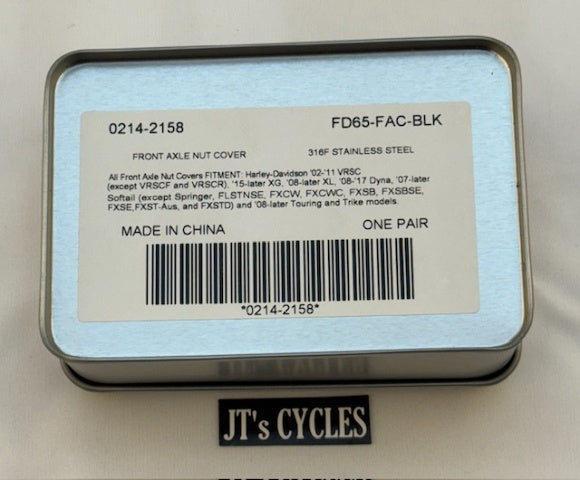 0214-2158 FD65-FAC-BLK
FRONT AXLE NUT COVER 316F STAINLESS STEEL
All Front Axle Nut Covers FITMENT: Harley-Davidson '02-'11 VRSC
(except VRSCF and VRSCR), '15-later XG, '08-later XL, '08-'17 Dyna, '07-later
Softail (except Springer, FLSTNSE, FXCW, FXCWC, FXSB, FXSBSE,
FXSE,FXST-Aus, and FXSTD) and '08-later Touring and Trike models.
MADE IN CHINA ONE PAIR
*0214-2158*
JT's CYCLES